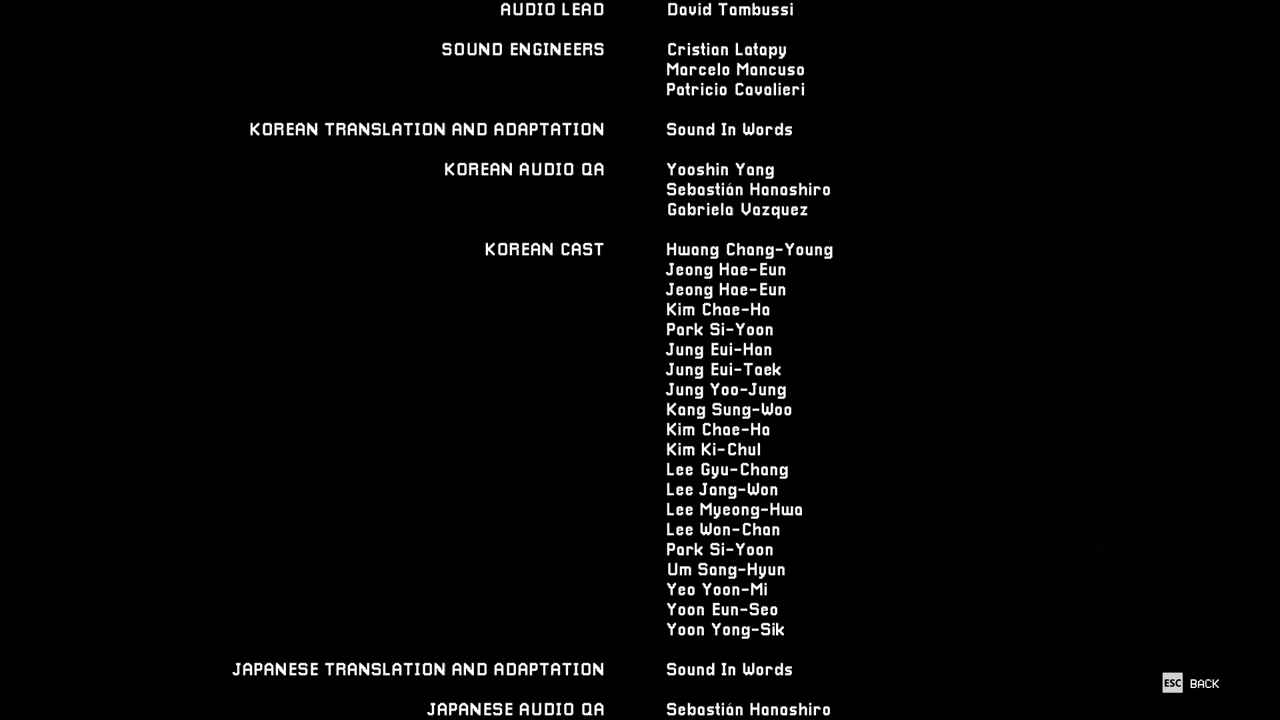 AUDIO LEAD David Tambussi
SOUND ENGINEERS Cristian Latapy
Marcelo Mancuso
Patricio Cavalieri
KOREAN TRANSLATION AND ADAPTATION Sound In Words
KOREAN AUDIO QA Yooshin Yang
Sebastián Hanashiro
Gabriela Vazquez
KOREAN CAST Hwang Chang-Young
Jeong Hae-Eun
Jeong Hae-Eun
Kim Chae-Ha
Park Si-Yoon
Jung Eui-Han
Jung Eui-Taek
Jung Yoo-Jung
Kang Sung-Woo
Kim Chae-Ha
Kim Ki-Chul
Lee Gyu-Chang
Lee Jang-Won
Lee Myeong-Hwa
Lee Won-Chan
Park Si-Yoon
Um Sang-Hyun
Yeo Yoon-Mi
Yoon Eun-Seo
Yoon Yong-Sik
JAPANESE TRANSLATION AND ADAPTATION Sound In Words
ESC BACK
JAPANESE AUDIO QA Sebastián Hanashiro